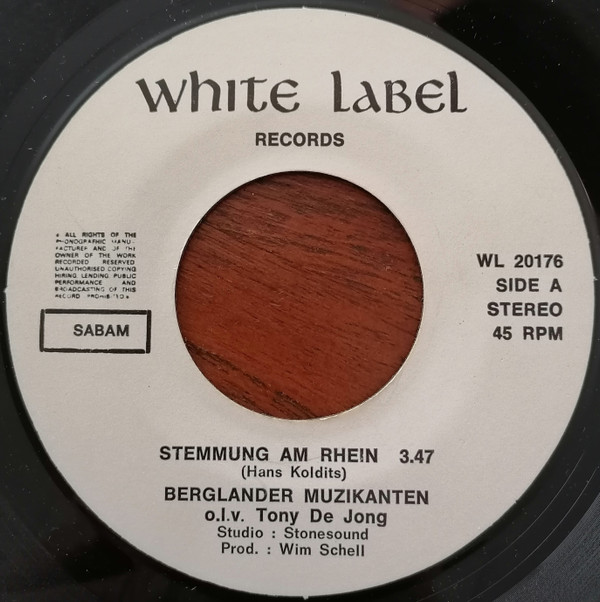 White Label
RECORDS
★ ALL RIGHTS OF THE
PHONOGRAPHIC MANU-
FACTURER AND OF THE
OWNER OF THE WORK
RECORDED RESERVED
UNAUTHORISED COPYING
HIRING LENDING PUBLIC
PERFORMANCE AND
BROADCASTING OF THIS
RECORD PROHIBITED ★
SABAM
WL 20176
SIDE A
STEREO
45 RPM
STEMMUNG AM RHEIN 3.47
(Hans Koldits)
BERGLANDER MUZIKANTEN
o.l.v. Tony De Jong
Studio : Stonesound
Prod. : Wim Schell